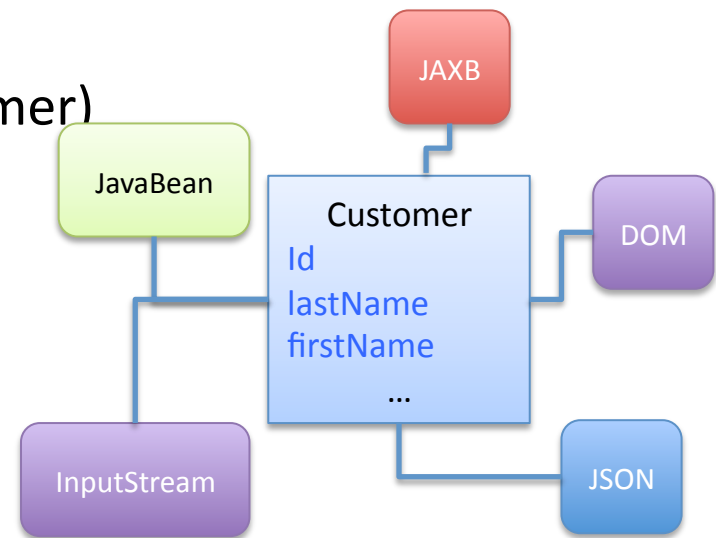 mer)
JAXB
JavaBean
Customer
Id
lastName
firstName
...
DOM
InputStream
JSON